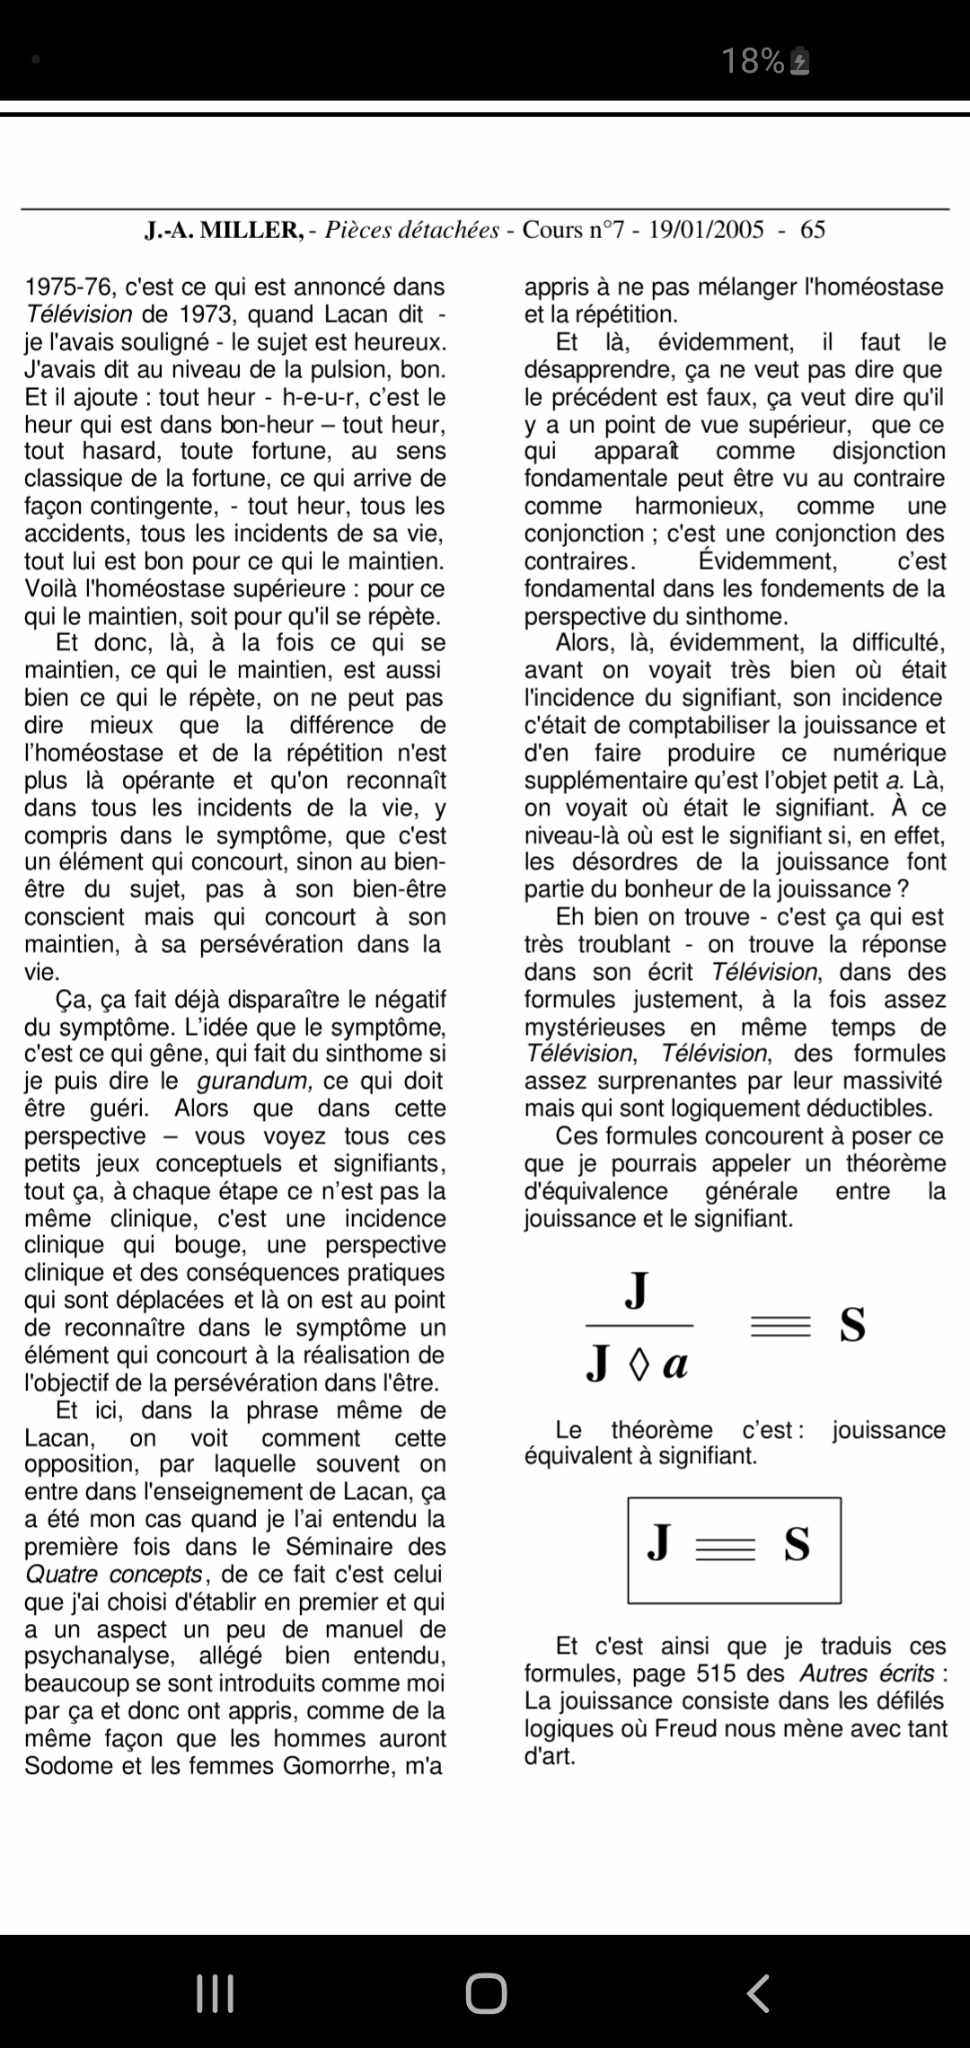 18%
J.-A. MILLER, - Pièces détachées - Cours n°7 - 19/01/2005 - 65
1975-76, c'est ce qui est annoncé dans
Télévision de 1973, quand Lacan dit -
je l'avais souligné - le sujet est heureux.
J'avais dit au niveau de la pulsion, bon.
Et il ajoute : tout heur - h-e-u-r, c’est le
heur qui est dans bon-heur – tout heur,
tout hasard, toute fortune, au sens
classique de la fortune, ce qui arrive de
façon contingente, - tout heur, tous les
accidents, tous les incidents de sa vie,
tout lui est bon pour ce qui le maintien.
Voilà l'homéostase supérieure : pour ce
qui le maintien, soit pour qu'il se répète.
Et donc, là, à la fois ce qui se
maintien, ce qui le maintien, est aussi
bien ce qui le répète, on ne peut pas
dire mieux que la différence de
l’homéostase et de la répétition n'est
plus là opérante et qu'on reconnaît
dans tous les incidents de la vie, y
compris dans le symptôme, que c'est
un élément qui concourt, sinon au bien-
être du sujet, pas à son bien-être
conscient mais qui concourt à son
maintien, à sa persévération dans la
vie.
Ça, ça fait déjà disparaître le négatif
du symptôme. L’idée que le symptôme,
c'est ce qui gêne, qui fait du sinthome si
je puis dire le gurandum, ce qui doit
être guéri. Alors que dans cette
perspective – vous voyez tous ces
petits jeux conceptuels et signifiants,
tout ça, à chaque étape ce n’est pas la
même clinique, c'est une incidence
clinique qui bouge, une perspective
clinique et des conséquences pratiques
qui sont déplacées et là on est au point
de reconnaître dans le symptôme un
élément qui concourt à la réalisation de
l'objectif de la persévération dans l'être.
Et ici, dans la phrase même de
Lacan, on voit comment cette
opposition, par laquelle souvent on
entre dans l'enseignement de Lacan, ça
a été mon cas quand je l’ai entendu la
première fois dans le Séminaire des
Quatre concepts, de ce fait c'est celui
que j'ai choisi d'établir en premier et qui
a un aspect un peu de manuel de
psychanalyse, allégé bien entendu,
beaucoup se sont introduits comme moi
par ça et donc ont appris, comme de la
même façon que les hommes auront
Sodome et les femmes Gomorrhe, m'a
appris à ne pas mélanger l'homéostase
et la répétition.
Et là, évidemment, il faut le
désapprendre, ça ne veut pas dire que
le précédent est faux, ça veut dire qu'il
y a un point de vue supérieur, que ce
qui apparaît comme disjonction
fondamentale peut être vu au contraire
comme harmonieux, comme une
conjonction ; c'est une conjonction des
contraires. Évidemment, c’est
fondamental dans les fondements de la
perspective du sinthome.
Alors, là, évidemment, la difficulté,
avant on voyait très bien où était
l'incidence du signifiant, son incidence
c'était de comptabiliser la jouissance et
d'en faire produire ce numérique
supplémentaire qu’est l’objet petit a. Là,
on voyait où était le signifiant. À ce
niveau-là où est le signifiant si, en effet,
les désordres de la jouissance font
partie du bonheur de la jouissance ?
Eh bien on trouve - c'est ça qui est
très troublant - on trouve la réponse
dans son écrit Télévision, dans des
formules justement, à la fois assez
mystérieuses en même temps de
Télévision, Télévision, des formules
assez surprenantes par leur massivité
mais qui sont logiquement déductibles.
Ces formules concourent à poser ce
que je pourrais appeler un théorème
d'équivalence générale entre la
jouissance et le signifiant.
J
≡ S
J ◊ a
Le théorème c’est : jouissance
équivalent à signifiant.
J ≡ S
Et c'est ainsi que je traduis ces
formules, page 515 des Autres écrits :
La jouissance consiste dans les défilés
logiques où Freud nous mène avec tant
d'art.